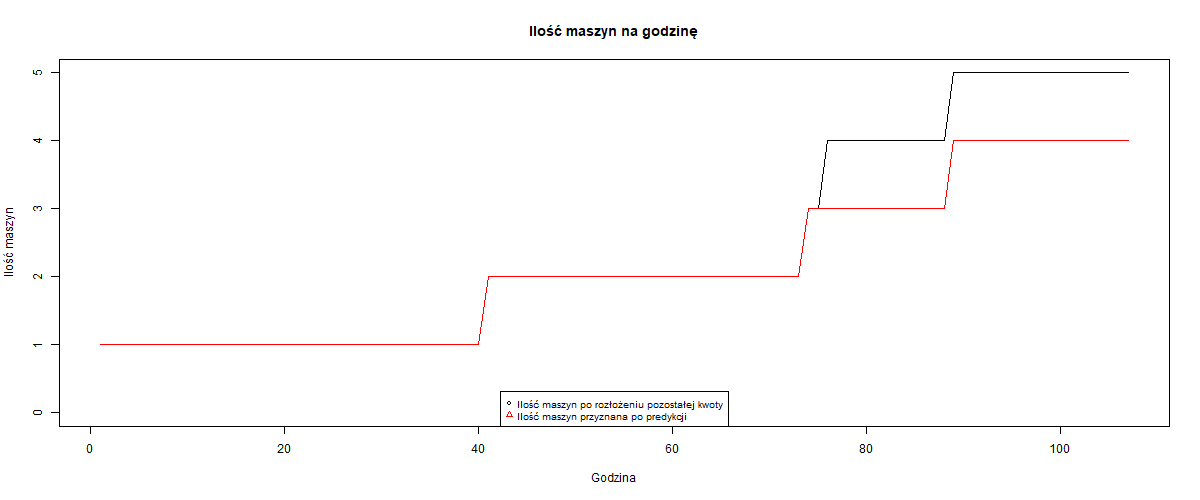 Ilość maszyn na godzinę
Ilość maszyn
5
4
3
2
1
0
Ilość maszyn po rozłożeniu pozostałej kwoty
Ilość maszyn przyznana po predykcji
0 20 40 60 80 100
Godzina